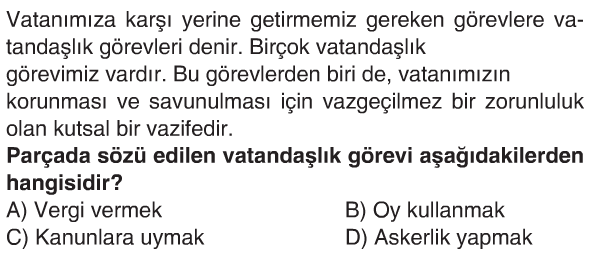 Vatanımıza karşı yerine getirmemiz gereken görevlere va-
tandaşlık görevleri denir. Birçok vatandaşlık
görevimiz vardır. Bu görevlerden biri de, vatanımızın
korunması ve savunulması için vazgeçilmez bir zorunluluk
olan kutsal bir vazifedir.
Parçada sözü edilen vatandaşlık görevi aşağıdakilerden
hangisidir?
A) Vergi vermek B) Oy kullanmak
C) Kanunlara uymak D) Askerlik yapmak